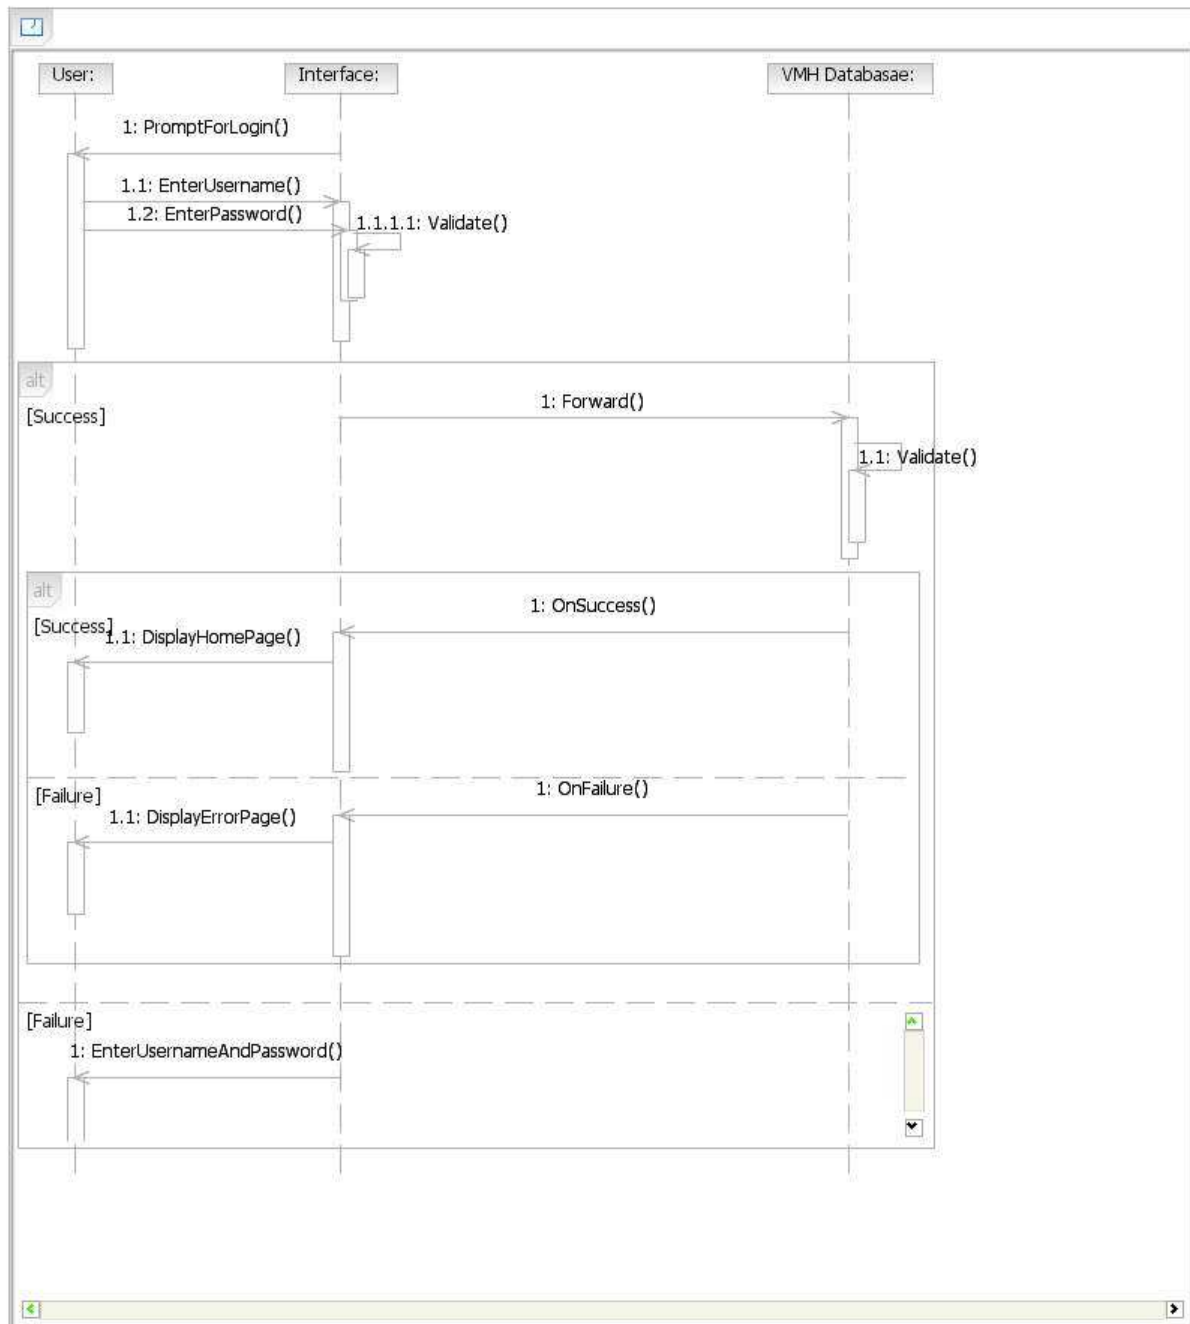 User:
Interface:
VMH Databasae:
1: PromptForLogin()
1.1: EnterUsername()
1.2: EnterPassword()
1.1.1.1: Validate()
alt
[Success]
1: Forward()
1.1: Validate()
alt
[Success]
1: OnSuccess()
1.1: DisplayHomePage()
[Failure]
1: OnFailure()
1.1: DisplayErrorPage()
[Failure]
1: EnterUsernameAndPassword()